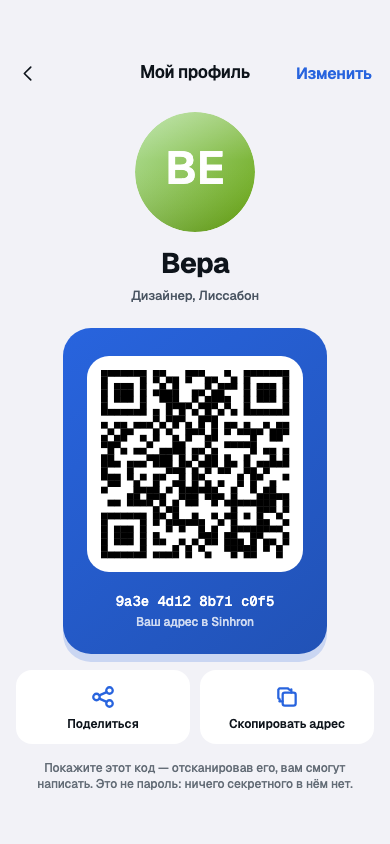 Мой профиль
Изменить
ВЕ
Вера
Дизайнер, Лиссабон
9a3e 4d12 8b71 c0f5
Ваш адрес в Sinhron
Поделиться
Скопировать адрес
Покажите этот код — отсканировав его, вам смогут
написать. Это не пароль: ничего секретного в нём нет.